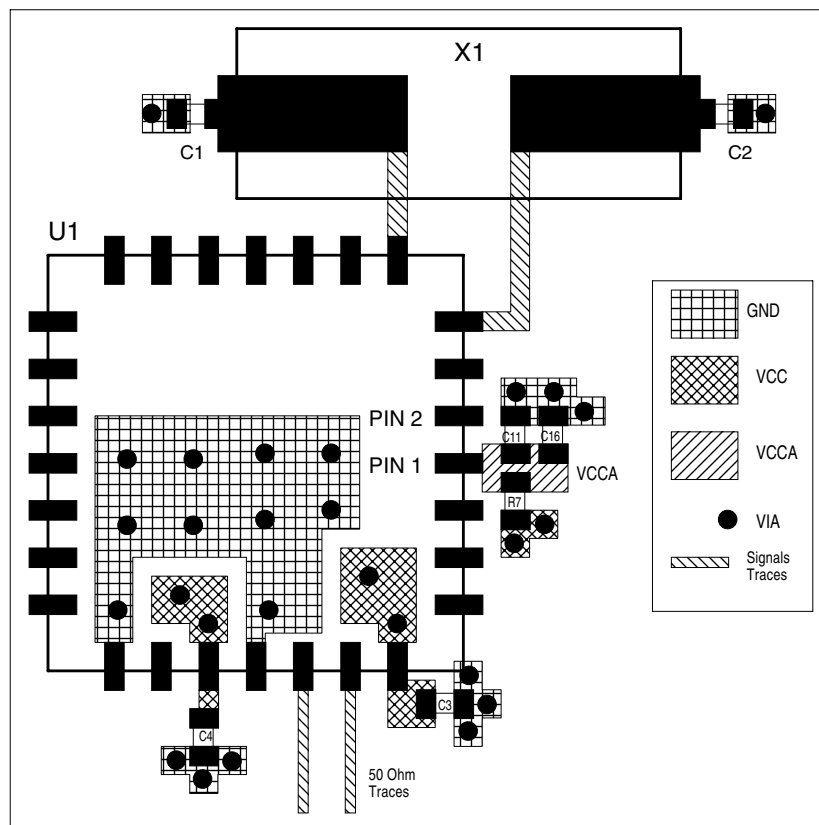 X1
C1
C2
U1
GND
VCC
PIN 2
C11
C16
PIN 1
VCCA
VCCA
R7
VIA
Signals
Traces
C3
C4
50 Ohm
Traces